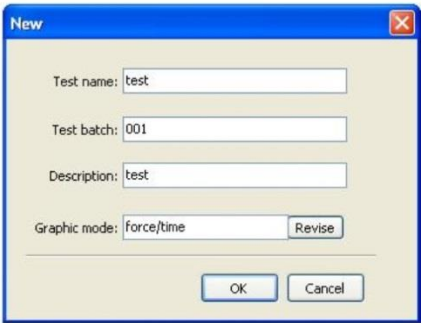 New
Test name: test
Test batch: 001
Description: test
Graphic mode: force/time Revise
OK Cancel